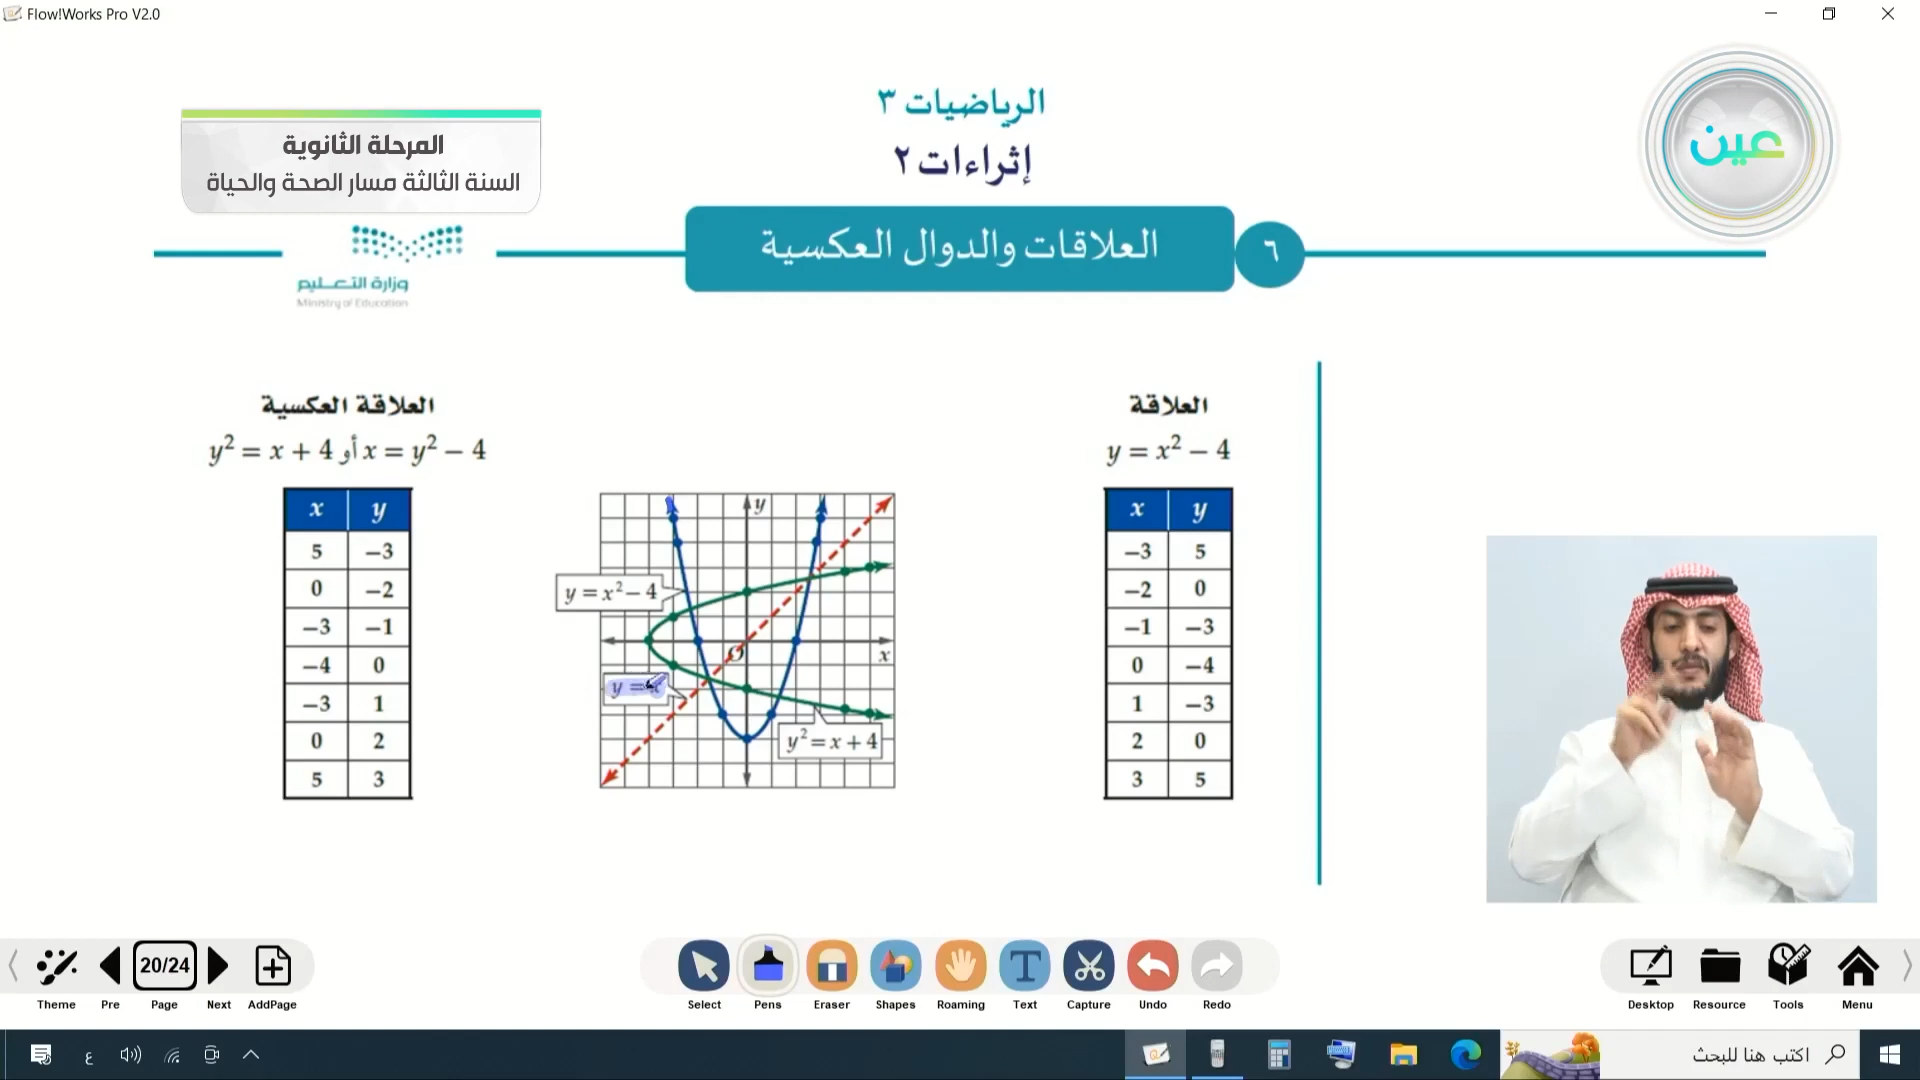 Flow!Works Pro V2.0
الرياضيات ٣
إثراءات ٢
عين
المرحلة الثانوية
السنة الثالثة مسار الصحة والحياة
٦
العلاقات والدوال العكسية
وزارة التعليم
Ministry of Education
العلاقة
y = x² − 4
x y
−3 5
−2 0
−1 −3
0 −4
1 −3
2 0
3 5
y
y = x² − 4
O
x
y =
y² = x + 4
العلاقة العكسية
y² = x + 4 أو x = y² − 4
x y
5 −3
0 −2
−3 −1
−4 0
−3 1
0 2
5 3
20/24
Theme Pre Page Next AddPage
Select Pens Eraser Shapes Roaming Text Capture Undo Redo
T
Desktop Resource Tools Menu
ع
اكتب هنا للبحث